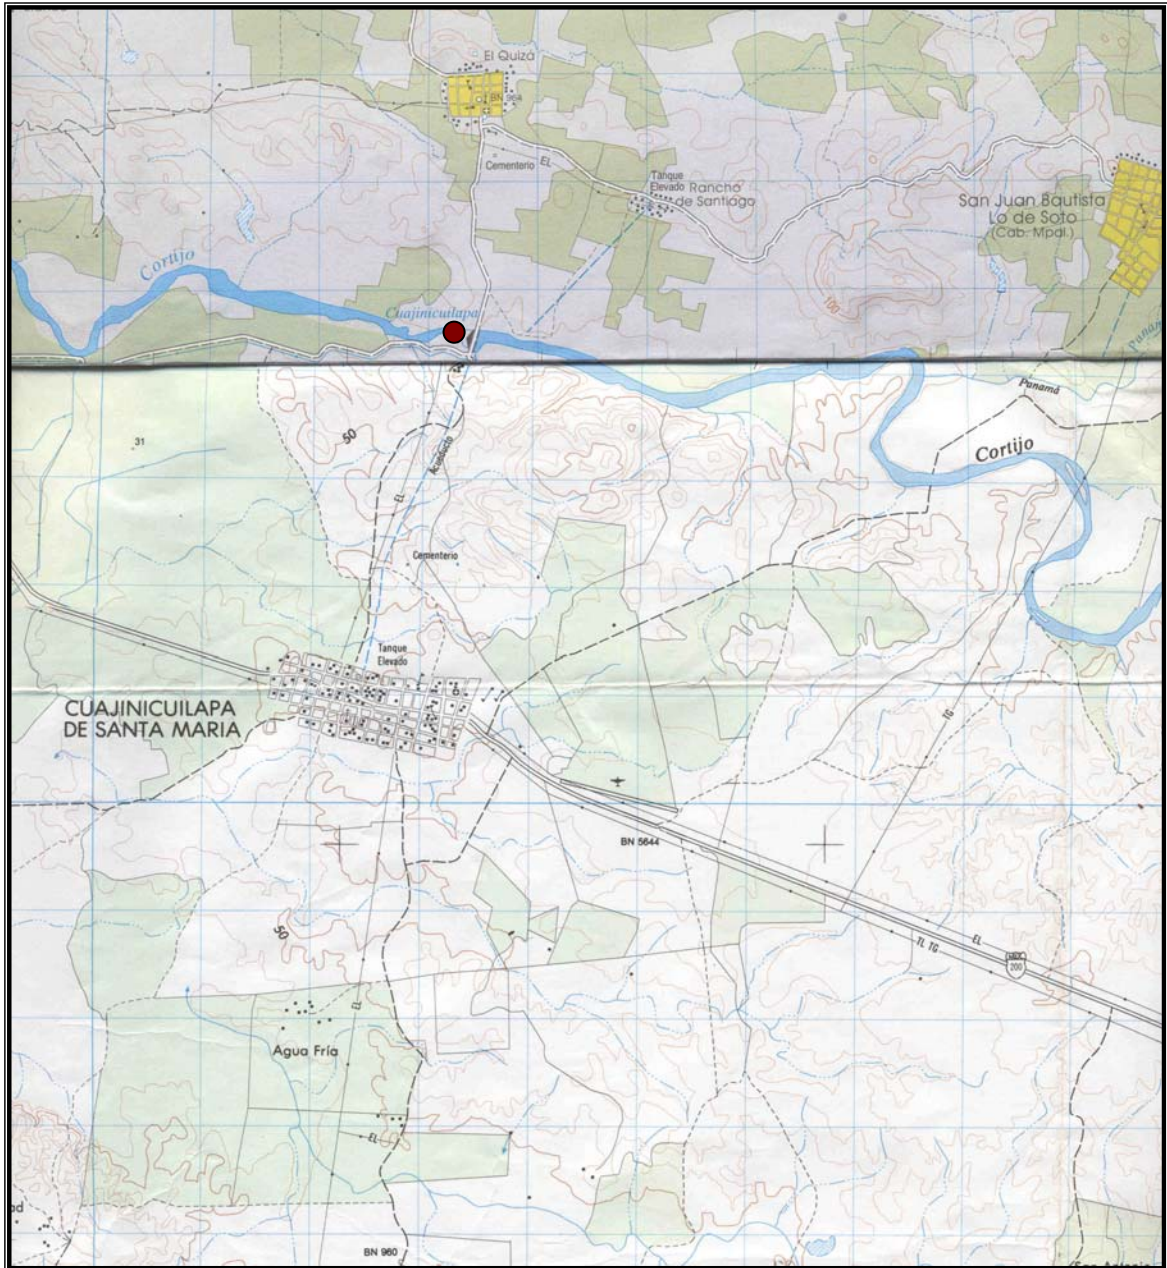 El Quizá
BN 964
Cementerio
EL
Tanque
Elevado
Rancho
de Santiago
San Juan Bautista
Lo de Soto
(Cab. Mpal.)
Cortijo
100
Cuajinicuilapa
Panamá
50
Cortijo
31
Acueducto
EL
Cementerio
Tanque
Elevado
CUAJINICUILAPA
DE SANTA MARIA
TG
BN 5644
50
EL
TL TG
200
EL
Agua Fría
EL
BN 960